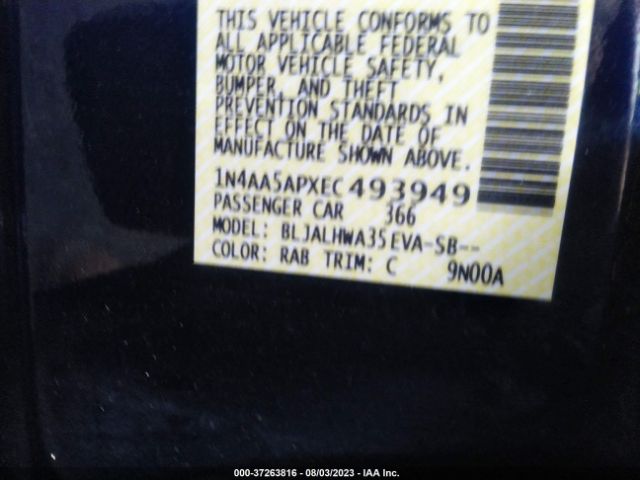 THIS VEHICLE CONFORMS TO
ALL APPLICABLE FEDERAL
MOTOR VEHICLE SAFETY,
BUMPER, AND THEFT
PREVENTION STANDARDS IN
EFFECT ON THE DATE OF
MANUFACTURE SHOWN ABOVE.
1N4AA5APXEC493949
PASSENGER CAR 366
MODEL: BLJALHWA35EVA-SB--
COLOR: RAB TRIM: C 9N00A
000-37263816 - 08/03/2023 - IAA Inc.